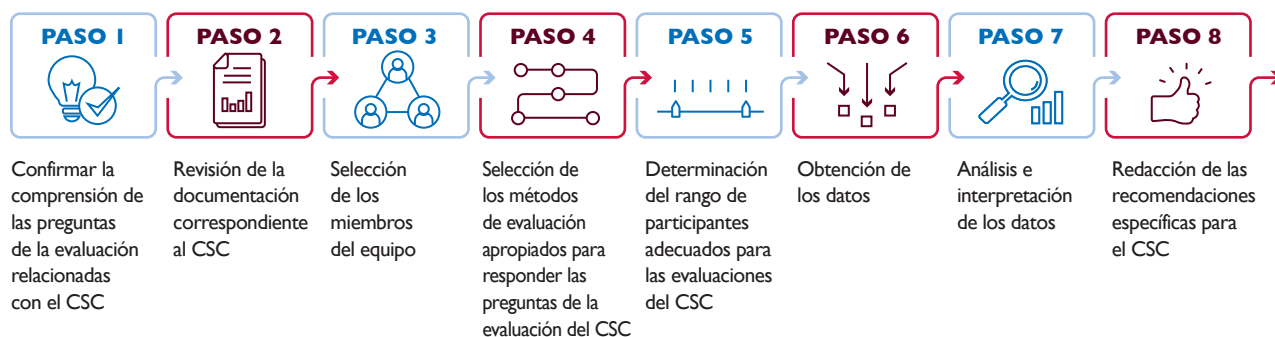 PASO 1
Confirmar la
comprensión de
las preguntas
de la evaluación
relacionadas
con el CSC
PASO 2
Revisión de la
documentación
correspondiente
al CSC
PASO 3
Selección
de los
miembros
del equipo
PASO 4
Selección de
los métodos
de evaluación
apropiados para
responder las
preguntas de la
evaluación del CSC
PASO 5
Determinación
del rango de
participantes
adecuados para
las evaluaciones
del CSC
PASO 6
Obtención de
los datos
PASO 7
Análisis e
interpretación
de los datos
PASO 8
Redacción de las
recomendaciones
específicas para
el CSC